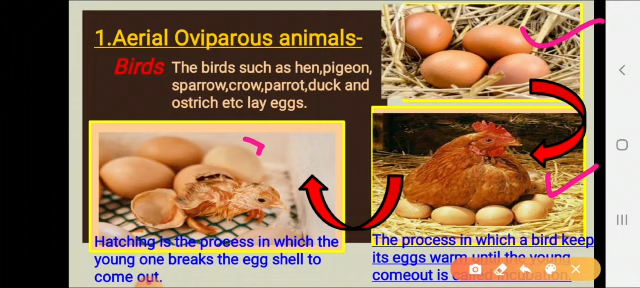 1.Aerial Oviparous animals-
Birds The birds such as hen,pigeon,
sparrow,crow,parrot,duck and
ostrich etc lay eggs.
Hatching is the process in which the
young one breaks the egg shell to
come out.
The process in which a bird keep
its eggs warm until the young
comeout is called incubation.